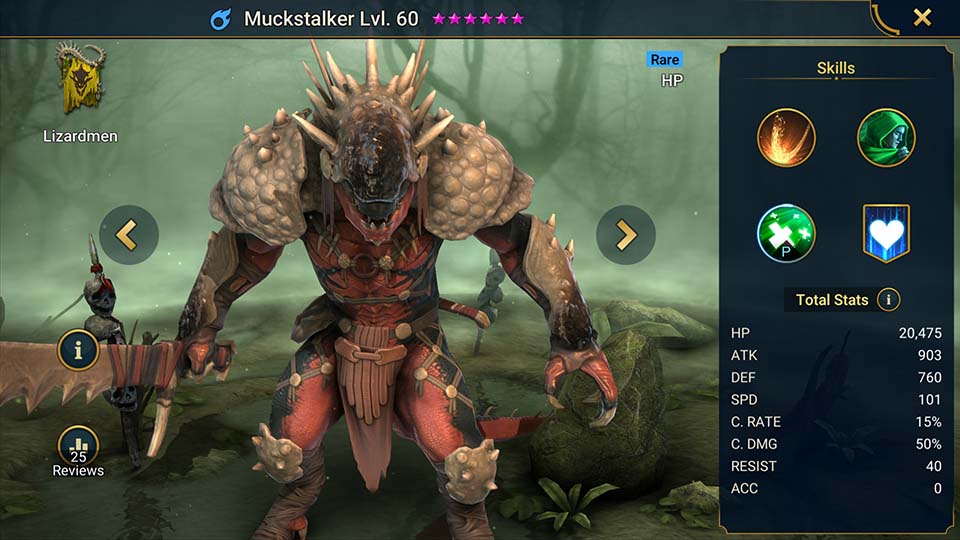 Muckstalker Lvl. 60
Lizardmen
Rare
HP
25
Reviews
Skills
P
Total Stats i
HP 20,475
ATK 903
DEF 760
SPD 101
C. RATE 15%
C. DMG 50%
RESIST 40
ACC 0